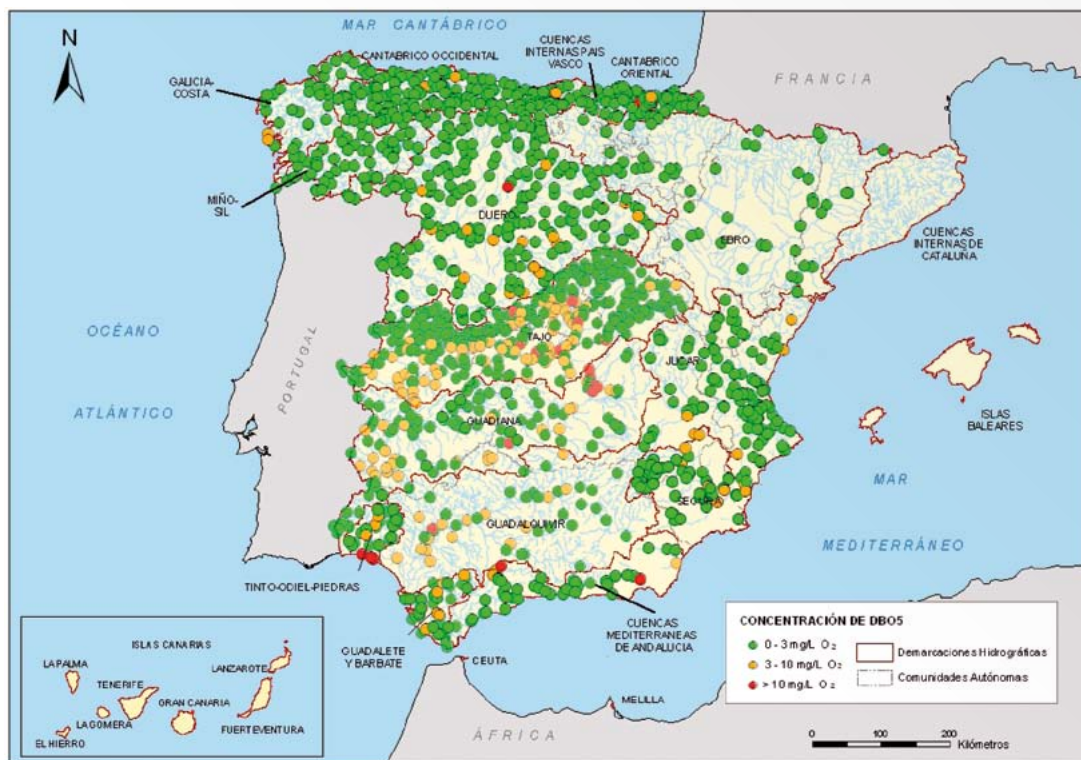 MAR CANTÁBRICO
N
CANTABRICO OCCIDENTAL
CUENCAS
INTERNAS PAIS
VASCO
CANTABRICO
ORIENTAL
GALICIA-
COSTA
FRANCIA
MIÑO-
SIL
DUERO
EBRO
CUENCAS
INTERNAS DE
CATALUÑA
OCÉANO
ATLÁNTICO
PORTUGAL
TAJO
JUCAR
GUADIANA
ISLAS
BALEARES
MAR
MEDITERRÁNEO
SEGURA
GUADALQUIVIR
TINTO-ODIEL-PIEDRAS
GUADALETE
Y BARBATE
CUENCAS
MEDITERRANEAS
DE ANDALUCIA
CEUTA
MELILLA
ÁFRICA
ISLAS CANARIAS
LA PALMA
LANZAROTE
TENERIFE
GRAN CANARIA
LA GOMERA
EL HIERRO
FUERTEVENTURA
CONCENTRACIÓN DE DBO5
0 - 3 mg/L O₂
3 - 10 mg/L O₂
> 10 mg/L O₂
Demarcaciones Hidrográficas
Comunidades Autónomas
0 100 200
Kilómetros